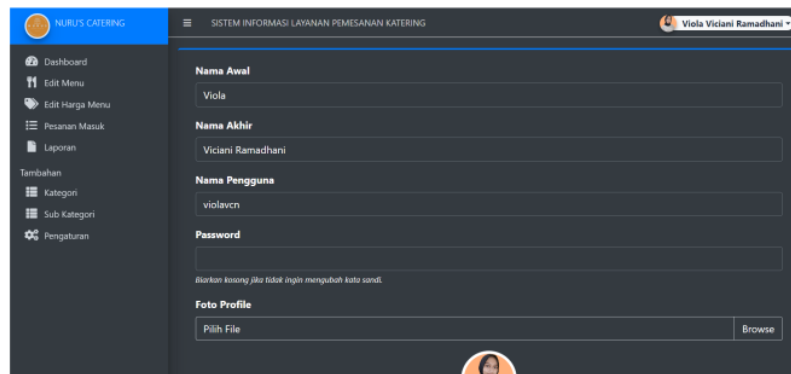 NURU'S CATERING
SISTEM INFORMASI LAYANAN PEMESANAN KATERING
Viola Viciani Ramadhani
Dashboard
Edit Menu
Edit Harga Menu
Pesanan Masuk
Laporan
Tambahan
Kategori
Sub Kategori
Pengaturan
Nama Awal
Viola
Nama Akhir
Viciani Ramadhani
Nama Pengguna
violavcn
Password
Biarkan kosong jika tidak ingin mengubah kata sandi.
Foto Profile
Pilih File
Browse